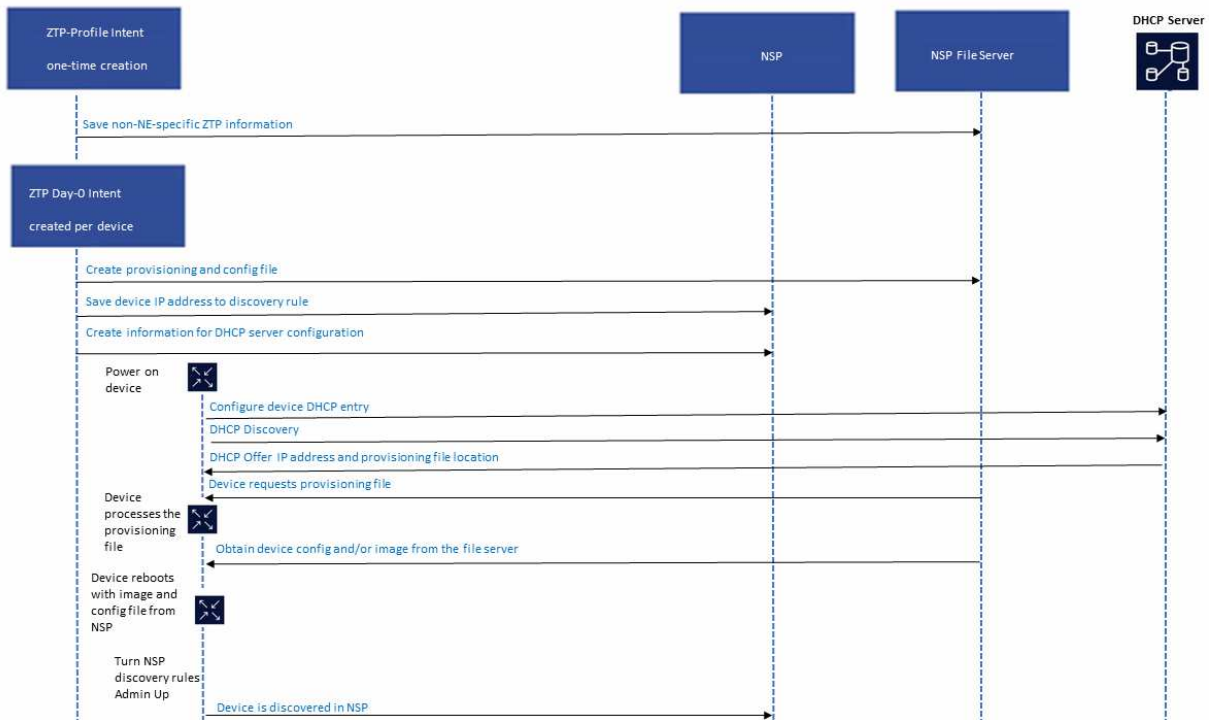 ZTP-Profile Intent
one-time creation
NSP
NSP File Server
DHCP Server
Save non-NE-specific ZTP information
ZTP Day-0 Intent
created per device
Create provisioning and config file
Save device IP address to discovery rule
Create information for DHCP server configuration
Power on
device
Configure device DHCP entry
DHCP Discovery
DHCP Offer IP address and provisioning file location
Device requests provisioning file
Device
processes the
provisioning
file
Obtain device config and/or image from the file server
Device reboots
with image and
config file from
NSP
Turn NSP
discovery rules
Admin Up
Device is discovered in NSP